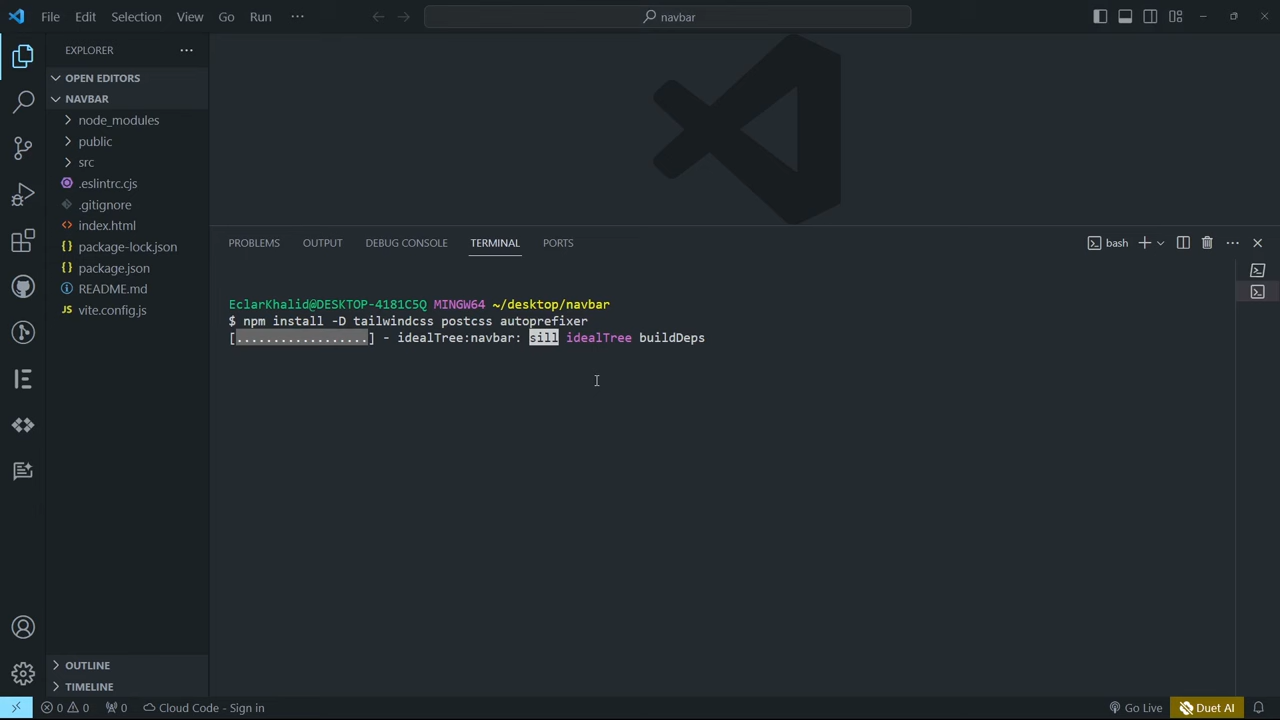 File Edit Selection View Go Run ··· navbar
EXPLORER ···
OPEN EDITORS
NAVBAR
node_modules
public
src
.eslintrc.cjs
.gitignore
index.html
package-lock.json
package.json
README.md
vite.config.js
OUTLINE
TIMELINE
PROBLEMS OUTPUT DEBUG CONSOLE TERMINAL PORTS bash
EclarKhalid@DESKTOP-4181C5Q MINGW64 ~/desktop/navbar
$ npm install -D tailwindcss postcss autoprefixer
[..................] - idealTree:navbar: sill idealTree buildDeps
0 0 0 Cloud Code - Sign in Go Live Duet AI